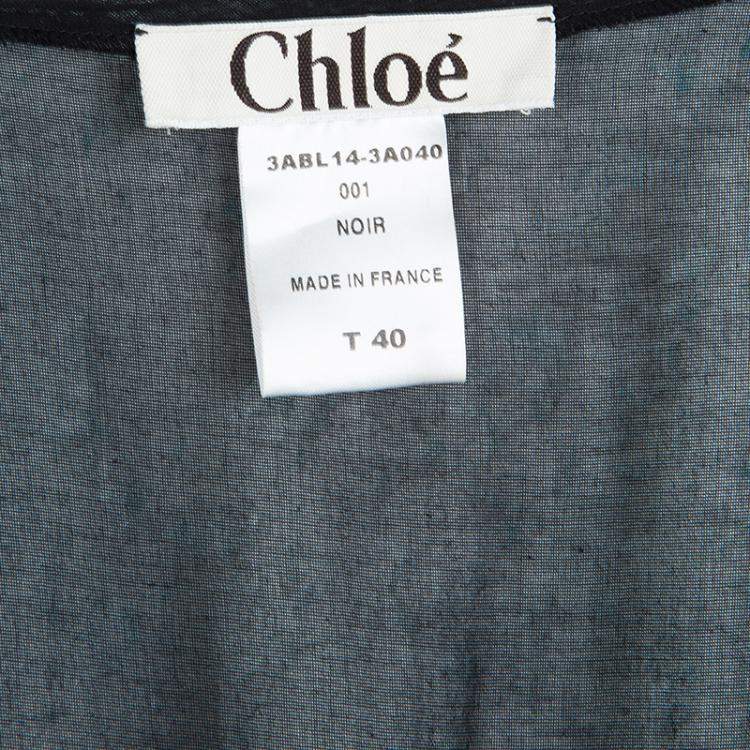 Chloé
3ABL14-3A040
001
NOIR
MADE IN FRANCE
T 40